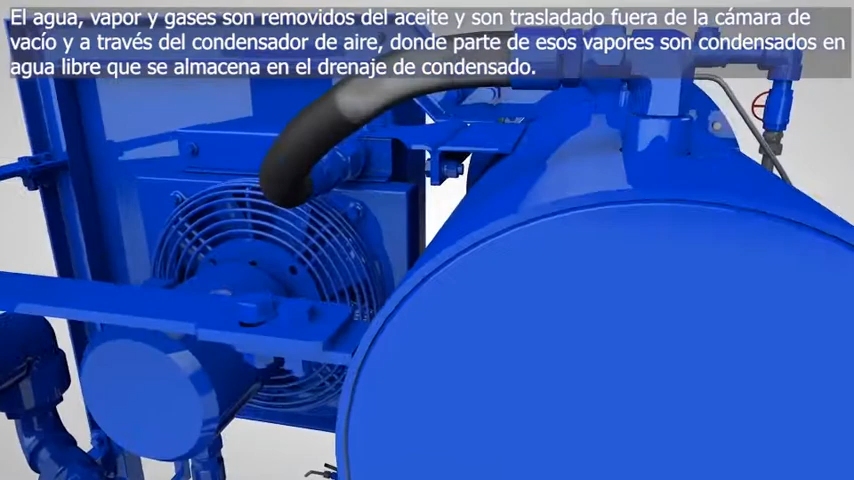 El agua, vapor y gases son removidos del aceite y son trasladado fuera de la cámara de
vacío y a través del condensador de aire, donde parte de esos vapores son condensados en
agua libre que se almacena en el drenaje de condensado.